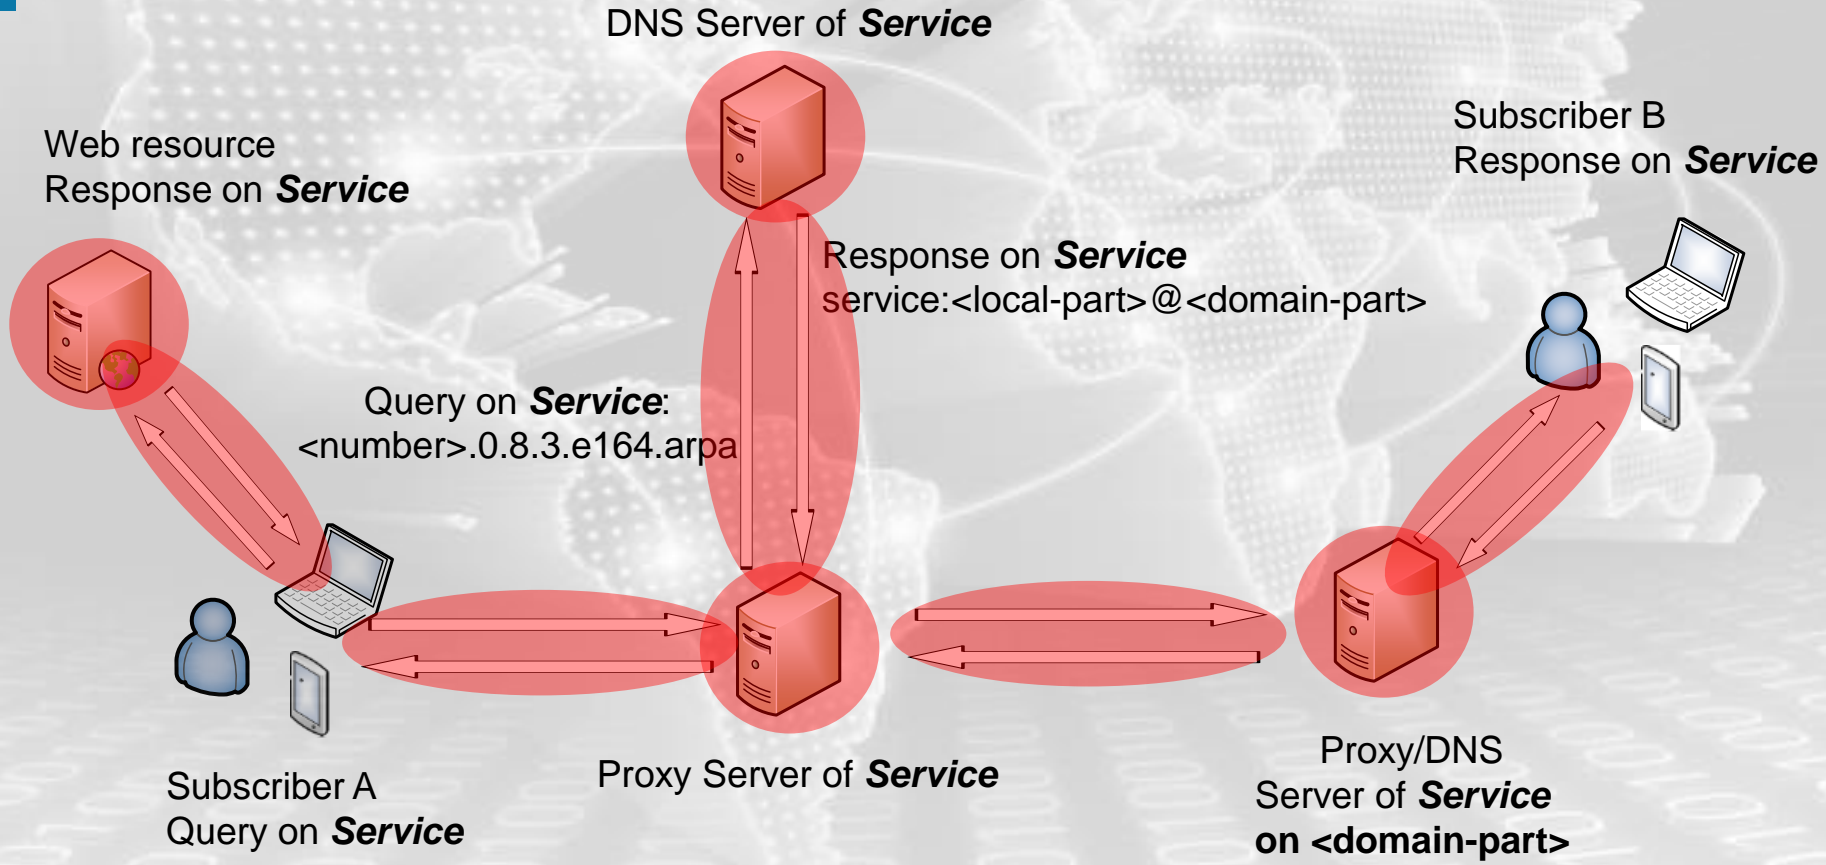 DNS Server of Service
Web resource
Response on Service
Subscriber B
Response on Service
Response on Service
service:<local-part>@<domain-part>
Query on Service:
<number>.0.8.3.e164.arpa
Subscriber A
Query on Service
Proxy Server of Service
Proxy/DNS
Server of Service
on <domain-part>